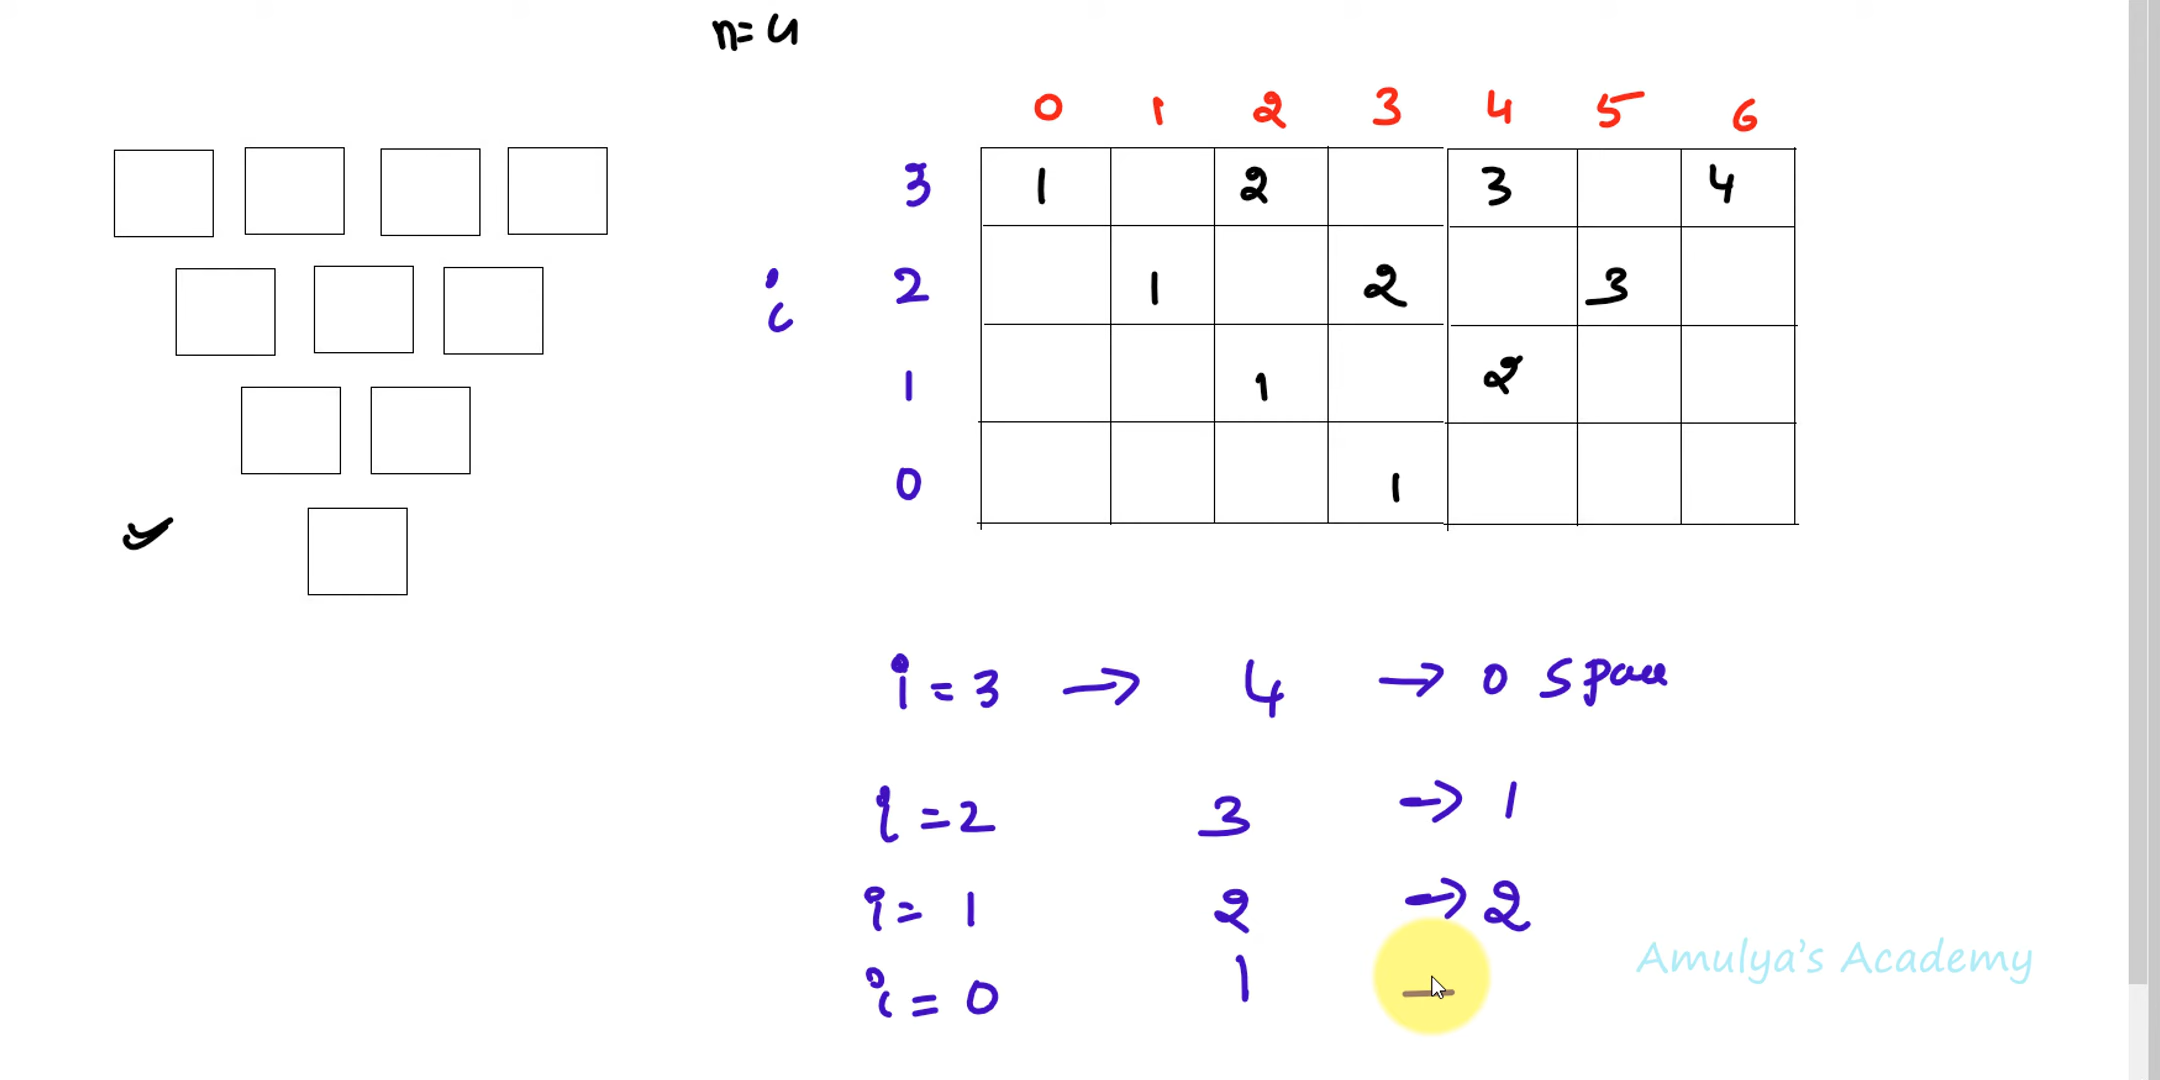 n=4
0 1 2 3 4 5 6
3 1 2 3 4
i 2 1 2 3
1 1 2
0 1
i=3 → 4 → 0 space
i=2 3 → 1
i=1 2 → 2
i=0 1 —
Amulya's Academy